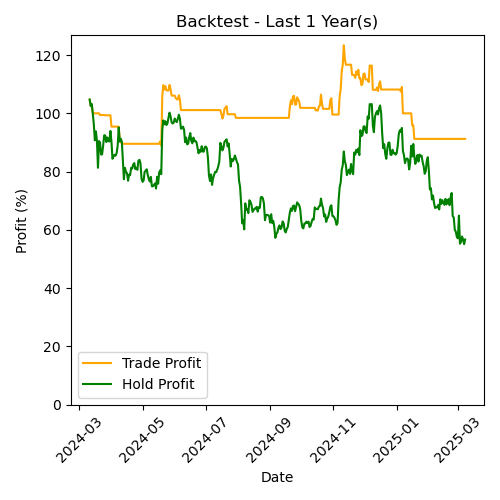 Backtest - Last 1 Year(s)
Profit (%)
120
100
80
60
40
20
0
Trade Profit
Hold Profit
2024-03
2024-05
2024-07
2024-09
2024-11
2025-01
2025-03
Date